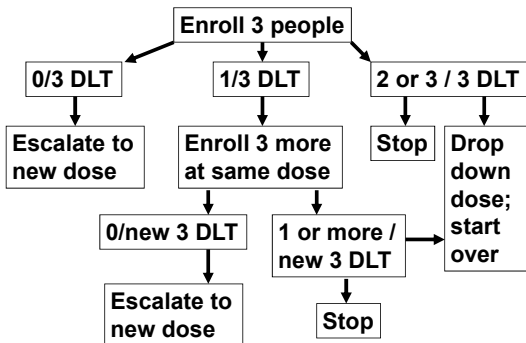 Enroll 3 people
0/3 DLT
1/3 DLT
2 or 3 / 3 DLT
Escalate to
new dose
Enroll 3 more
at same dose
Stop
Drop
down
dose;
start
over
0/new 3 DLT
1 or more /
new 3 DLT
Escalate to
new dose
Stop